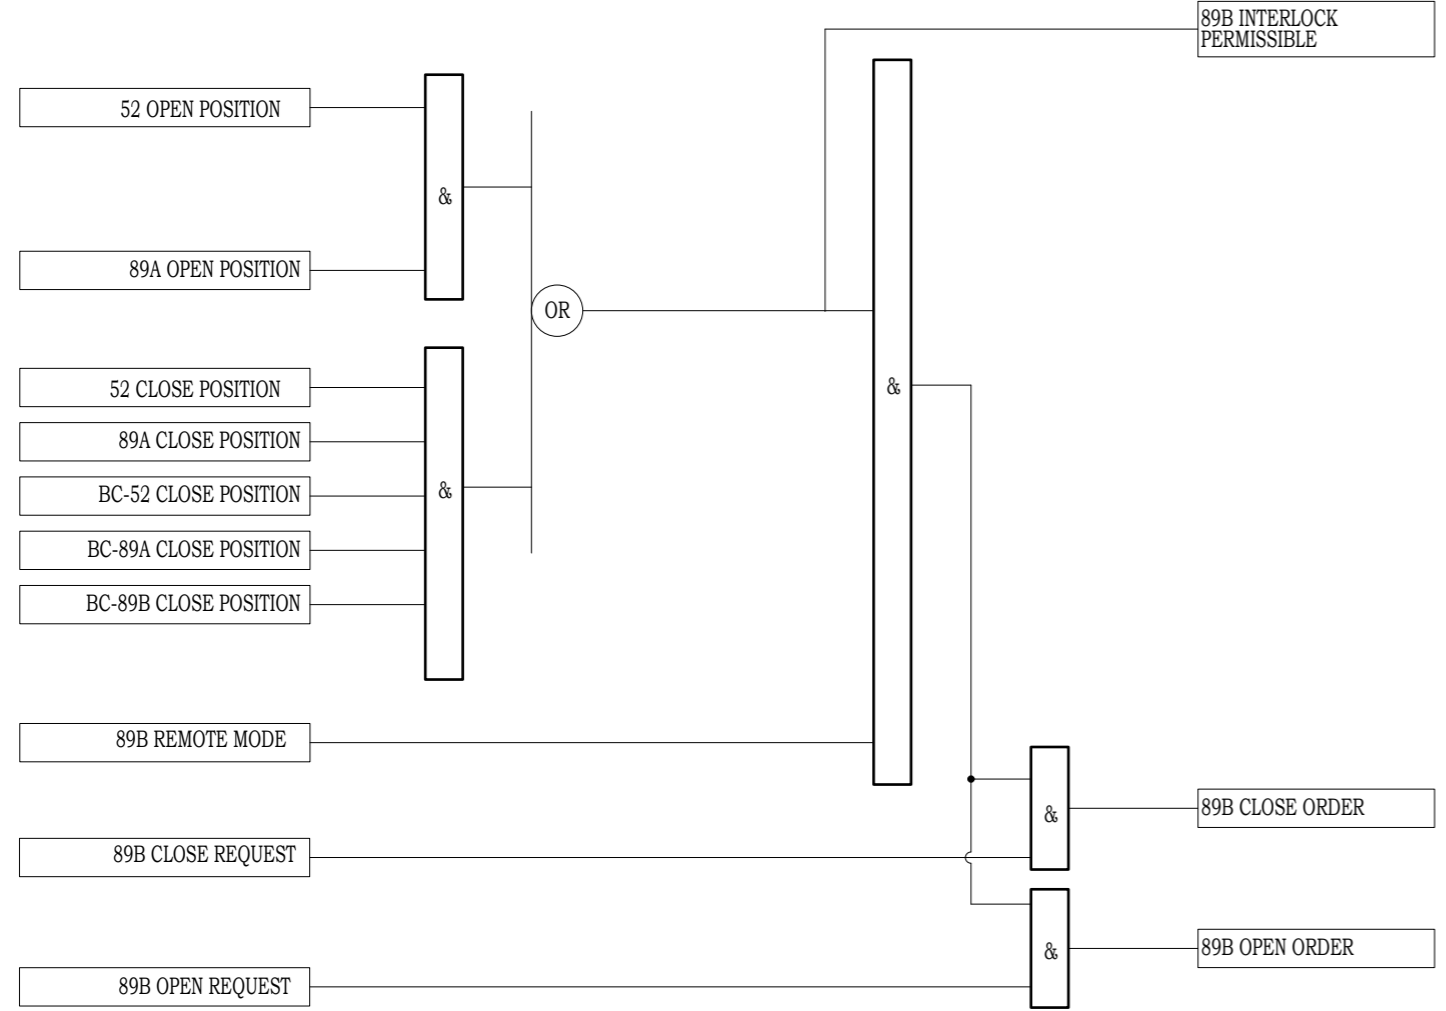 89B INTERLOCK
PERMISSIBLE
52 OPEN POSITION
&
89A OPEN POSITION
OR
52 CLOSE POSITION
&
89A CLOSE POSITION
BC-52 CLOSE POSITION
&
BC-89A CLOSE POSITION
BC-89B CLOSE POSITION
89B REMOTE MODE
89B CLOSE ORDER
&
89B CLOSE REQUEST
89B OPEN ORDER
&
89B OPEN REQUEST